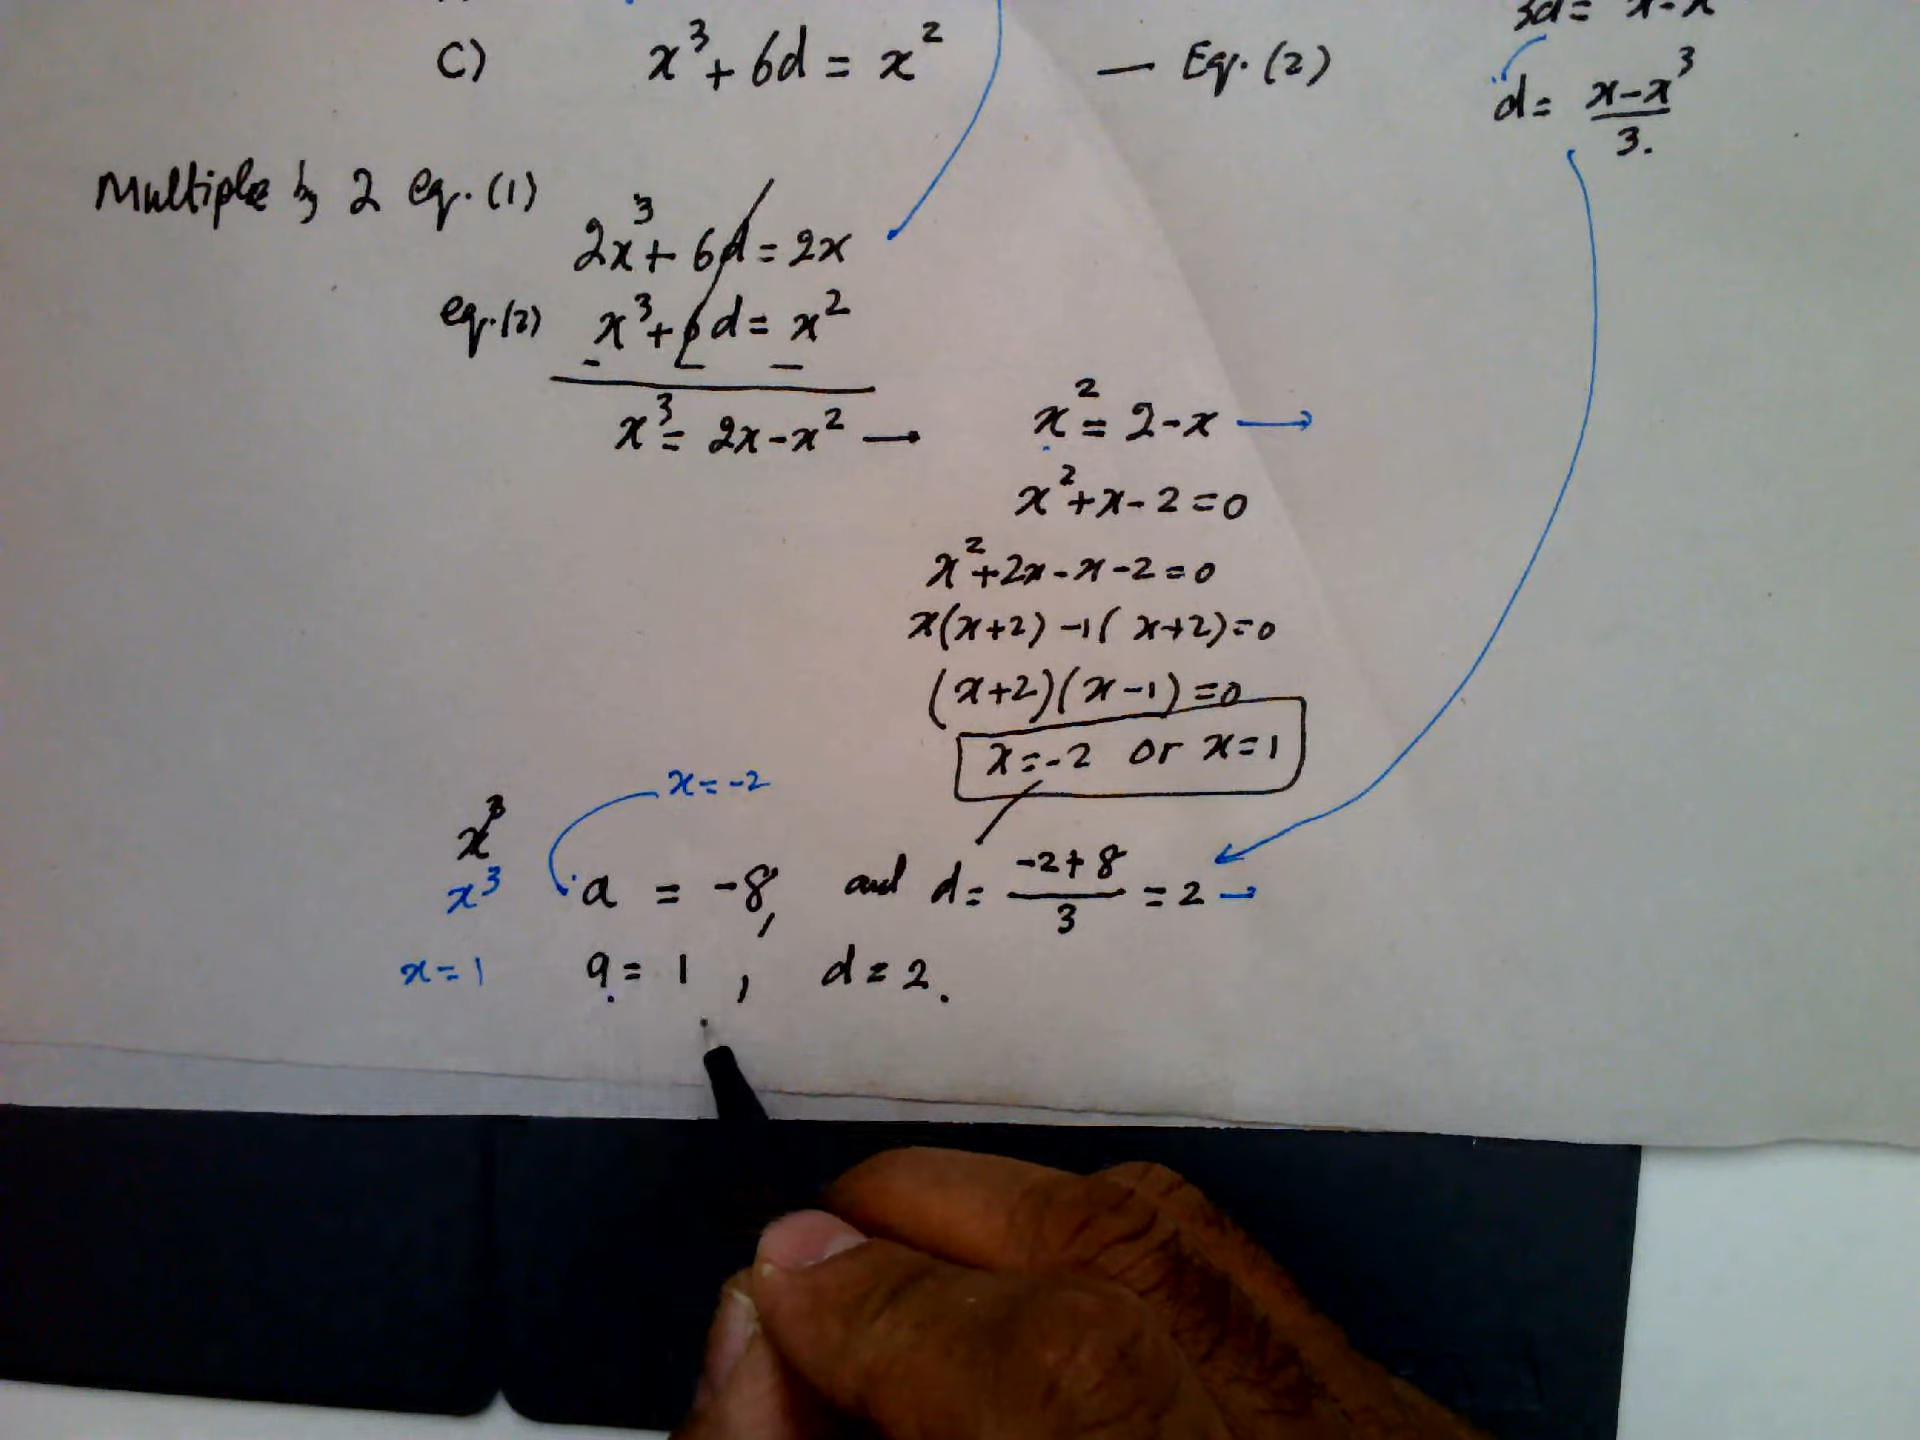 3d = x - x
C) x³ + 6d = x² — Eq. (2)
d = x-x³/3.
Multiple by 2 eq. (1)
2x³ + 6d = 2x
eq. (2) x³ + 6d = x²
x³ = 2x - x² →
x² = 2 - x →
x² + x - 2 = 0
x² + 2x - x - 2 = 0
x(x+2) -1( x+2) = 0
(x+2)(x-1) = 0
x = -2 or x = 1
x = -2
x³
x³ a = -8, and d = -2+8/3 = 2 →
x = 1 a = 1 , d = 2.